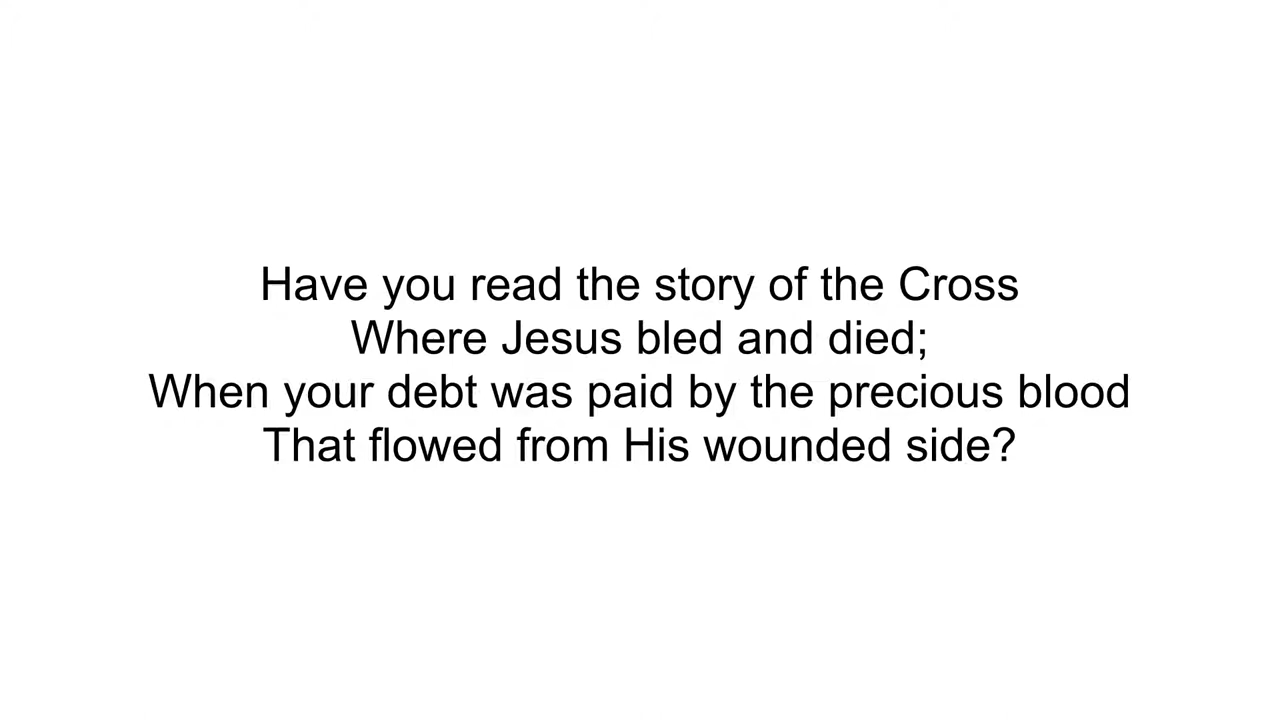 Have you read the story of the Cross
Where Jesus bled and died;
When your debt was paid by the precious blood
That flowed from His wounded side?